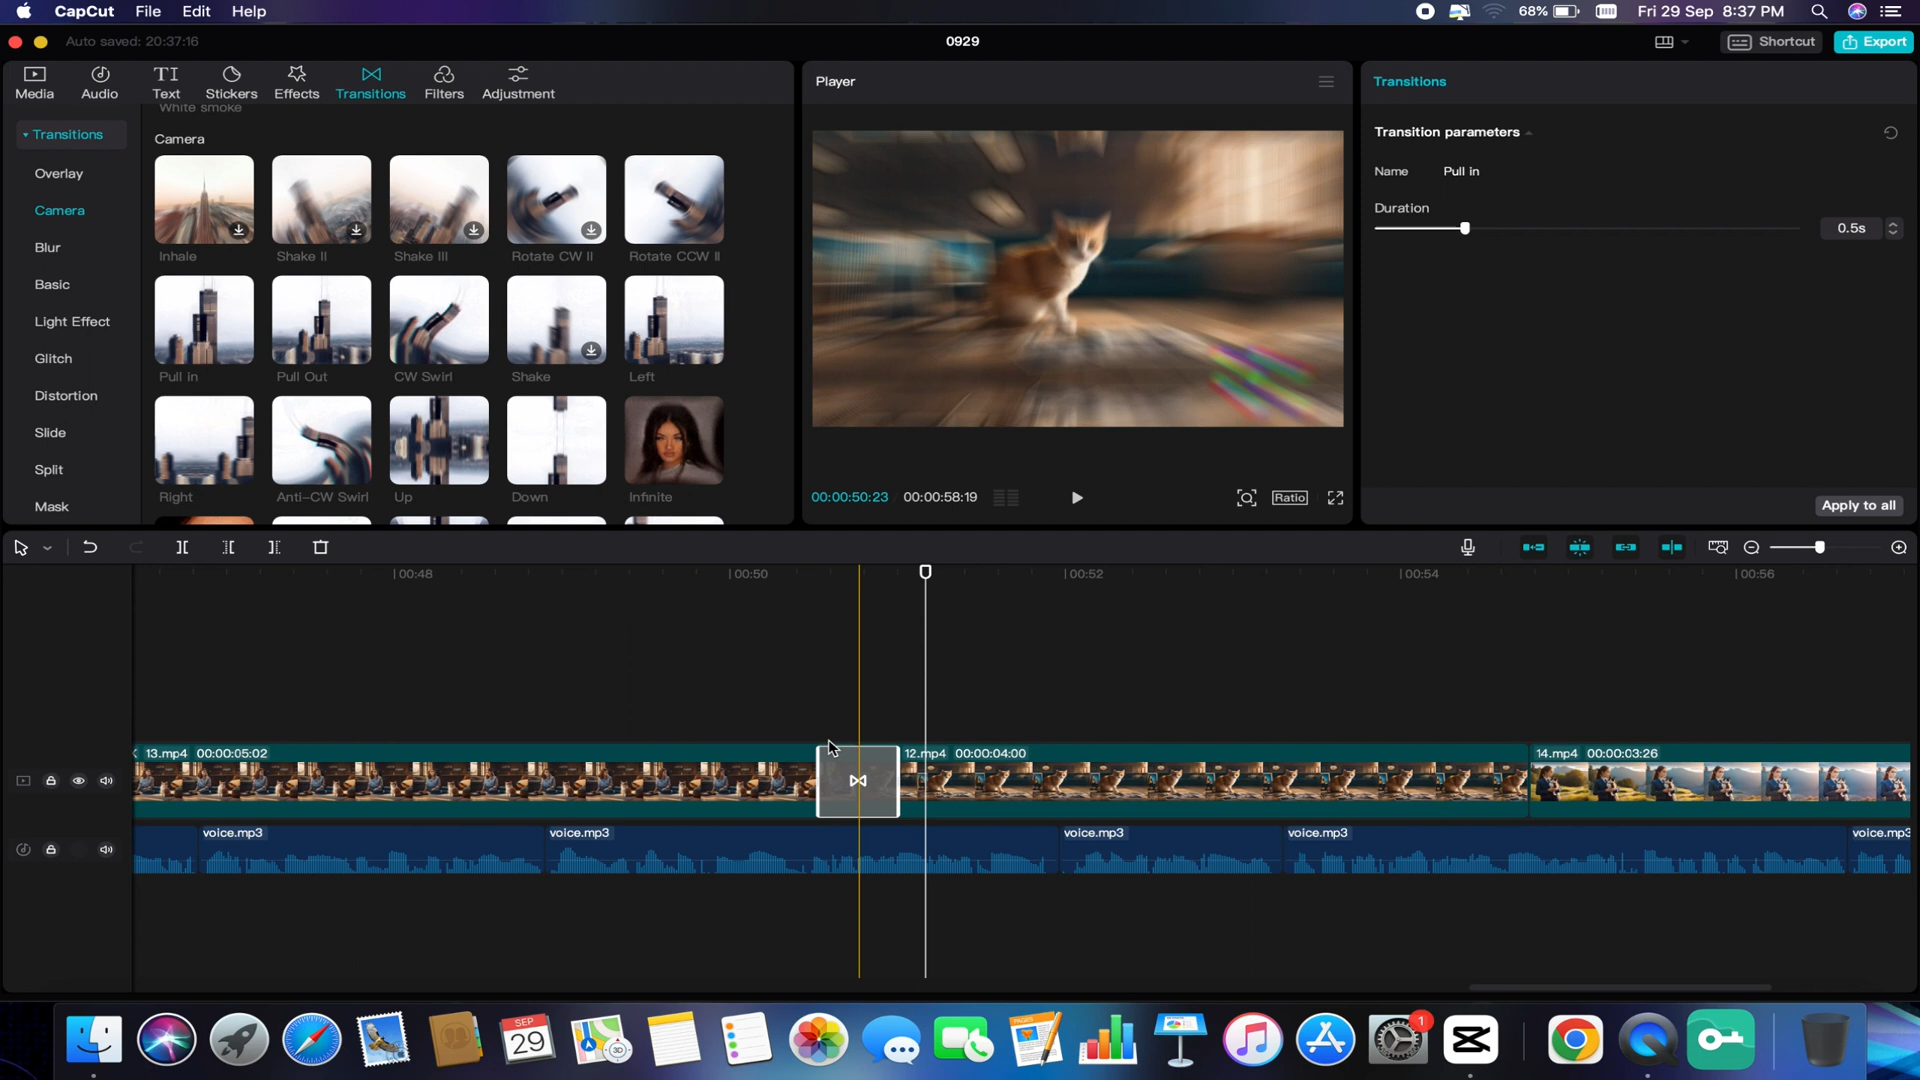 CapCut File Edit Help
68% Fri 29 Sep 8:37 PM
Auto saved: 20:37:16
0929
Shortcut
Export
Media Audio Text Stickers Effects Transitions Filters Adjustment
TI
Player
Transitions
White smoke
Transitions
Camera
Overlay
Camera
Blur
Basic
Light Effect
Glitch
Distortion
Slide
Split
Mask
Inhale Shake II Shake III Rotate CW II Rotate CCW II
Pull in Pull Out CW Swirl Shake Left
Right Anti-CW Swirl Up Down Infinite
Transition parameters
Name Pull in
Duration
0.5s
Apply to all
00:00:50:23 00:00:58:19
Ratio
00:48 00:50 00:52 00:54 00:56
13.mp4 00:00:05:02
12.mp4 00:00:04:00
14.mp4 00:00:03:26
voice.mp3 voice.mp3 voice.mp3 voice.mp3 voice.mp3
SEP
29
3D
PAGES
1